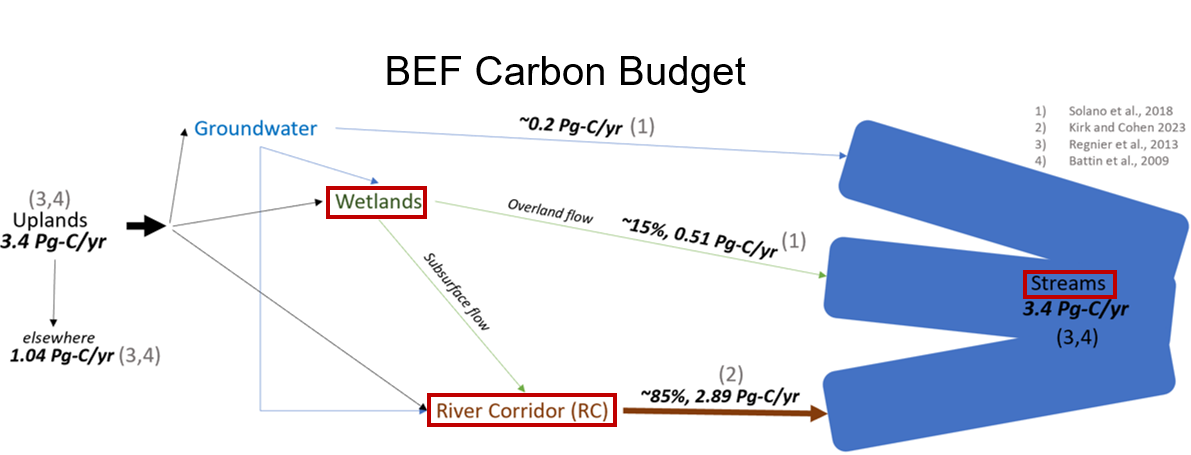 BEF Carbon Budget
1) Solano et al., 2018
2) Kirk and Cohen 2023
3) Regnier et al., 2013
4) Battin et al., 2009
Groundwater
~0.2 Pg-C/yr (1)
(3,4)
Uplands
3.4 Pg-C/yr
Wetlands
Overland flow
~15%, 0.51 Pg-C/yr (1)
Subsurface flow
Streams
3.4 Pg-C/yr
(3,4)
elsewhere
1.04 Pg-C/yr (3,4)
River Corridor (RC)
(2)
~85%, 2.89 Pg-C/yr